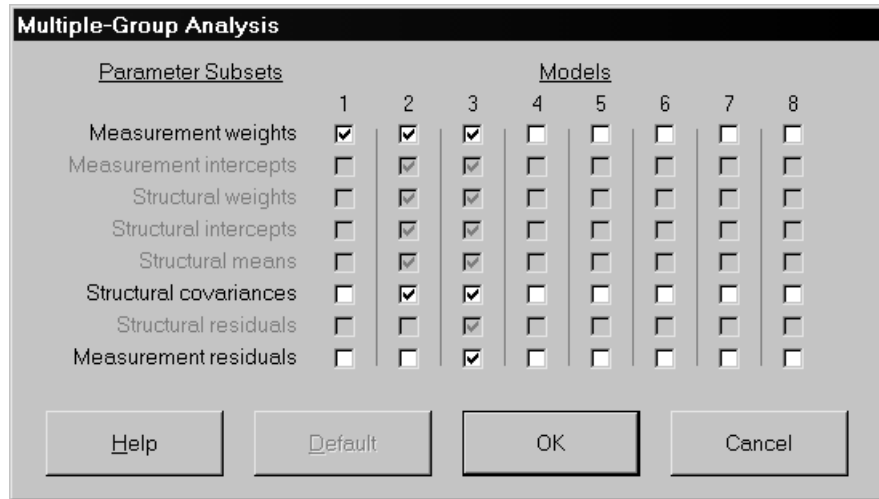 Multiple-Group Analysis
Parameter Subsets Models
1 2 3 4 5 6 7 8
Measurement weights
Measurement intercepts
Structural weights
Structural intercepts
Structural means
Structural covariances
Structural residuals
Measurement residuals
Help Default OK Cancel